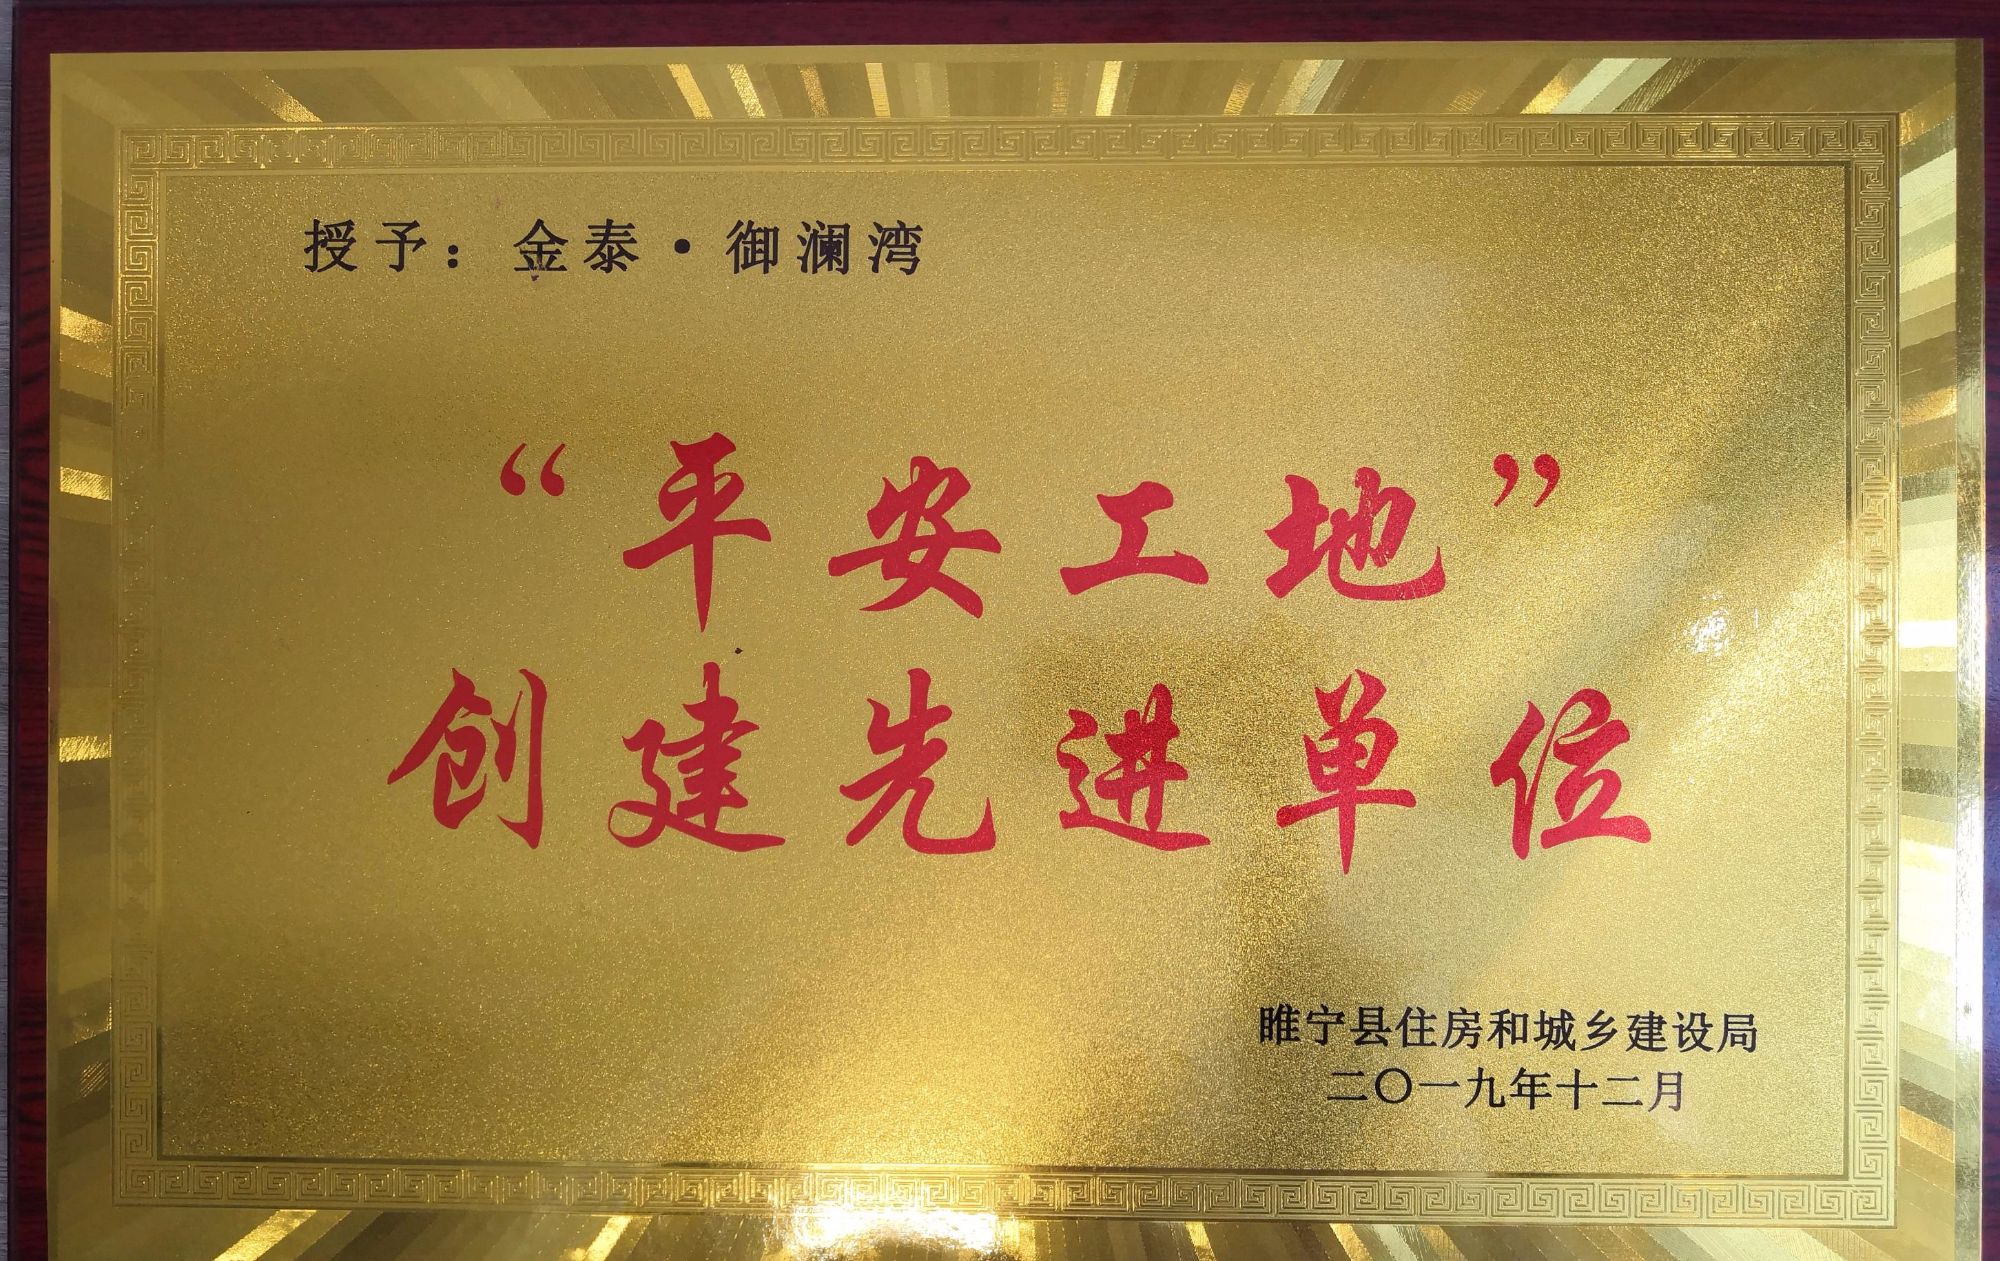 授予：金泰·御澜湾
“平安工地”
创建先进单位
睢宁县住房和城乡建设局
二〇一九年十二月